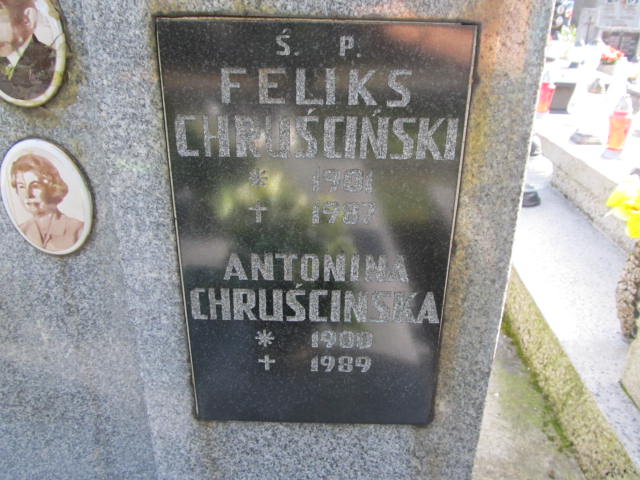 Ś. P.
FELIKS
CHRUŚCIŃSKI
* 1901
+ 1987
ANTONINA
CHRUŚCINSKA
* 1900
+ 1989